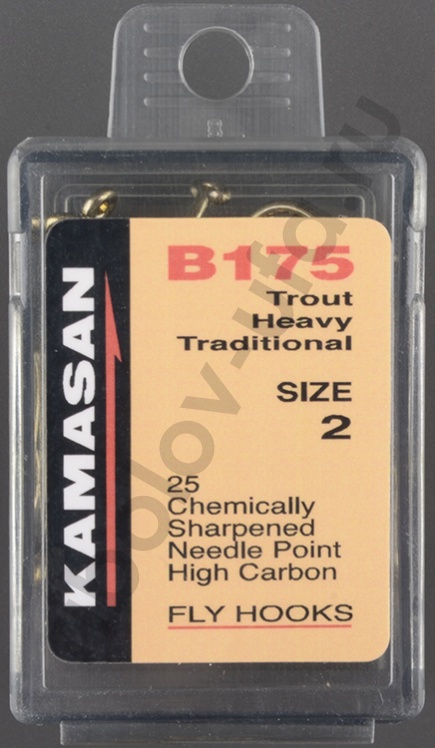 KAMASAN
B175
Trout
Heavy
Traditional
SIZE
2
25
Chemically
Sharpened
Needle Point
High Carbon
FLY HOOKS